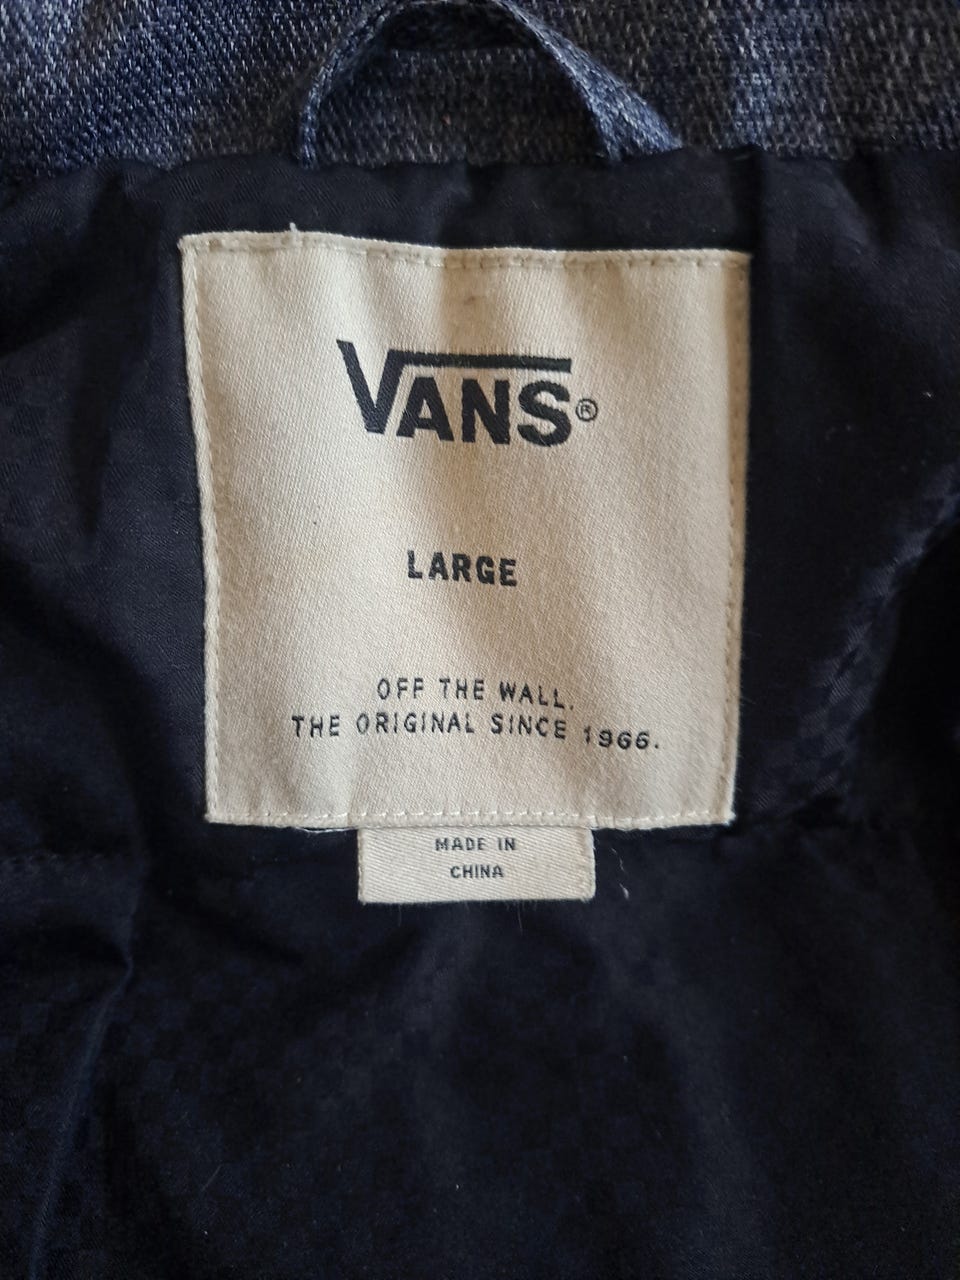 VANS®
LARGE
OFF THE WALL.
THE ORIGINAL SINCE 1966.
MADE IN
CHINA